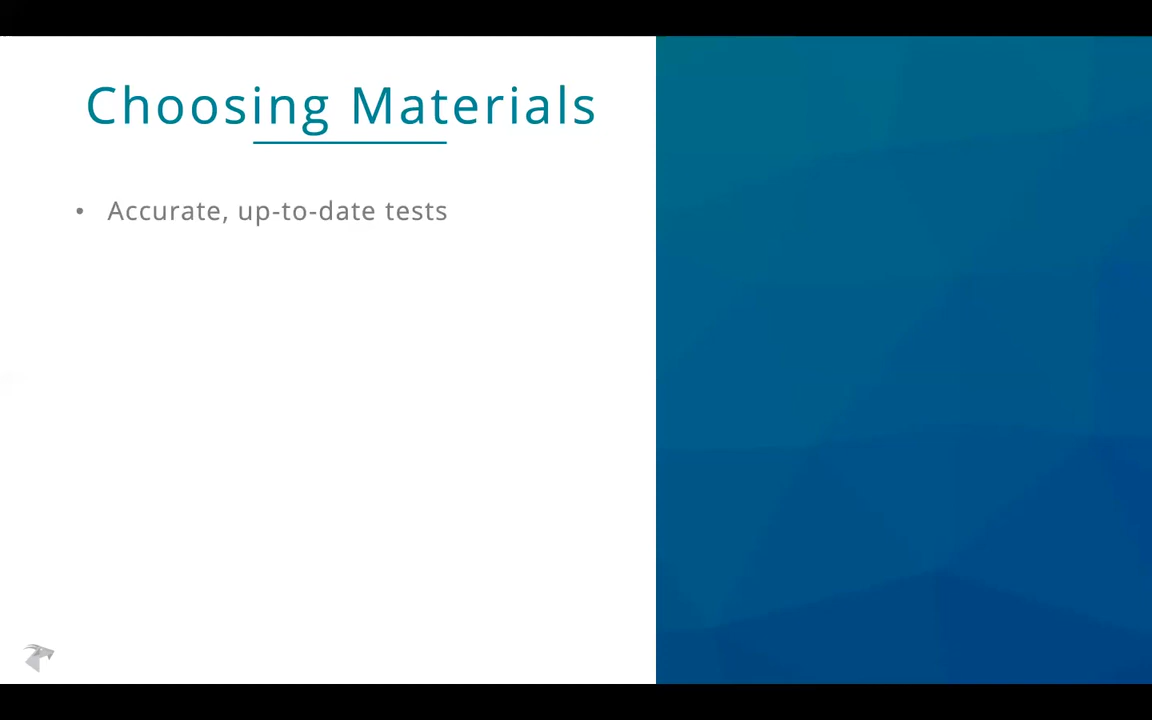 Choosing Materials
• Accurate, up-to-date tests